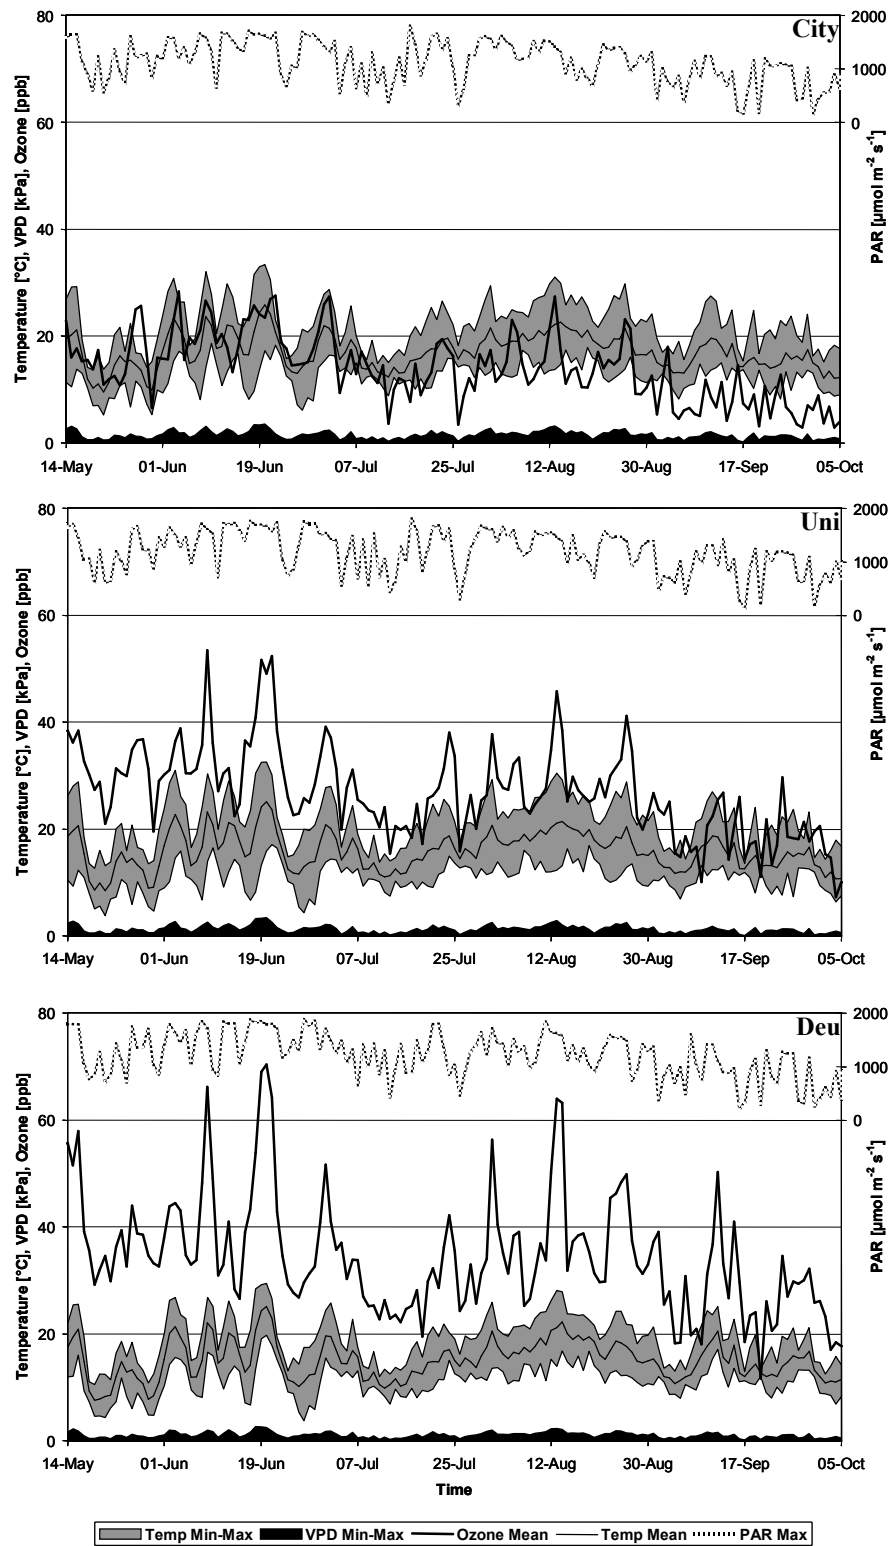 City
80
60
40
20
0
2000
1000
0
Temperature [°C], VPD [kPa], Ozone [ppb]
PAR [µmol m-2 s-1]
14-May 01-Jun 19-Jun 07-Jul 25-Jul 12-Aug 30-Aug 17-Sep 05-Oct
Uni
80
60
40
20
0
2000
1000
0
Temperature [°C], VPD [kPa], Ozone [ppb]
PAR [µmol m-2 s-1]
14-May 01-Jun 19-Jun 07-Jul 25-Jul 12-Aug 30-Aug 17-Sep 05-Oct
Deu
80
60
40
20
0
2000
1000
0
Temperature [°C], VPD [kPa], Ozone [ppb]
PAR [µmol m-2 s-1]
14-May 01-Jun 19-Jun 07-Jul 25-Jul 12-Aug 30-Aug 17-Sep 05-Oct
Time
Temp Min-Max VPD Min-Max Ozone Mean Temp Mean PAR Max